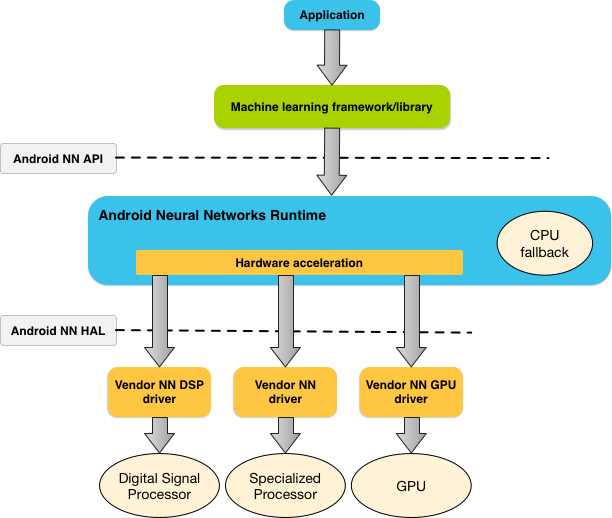 Application
Machine learning framework/library
Android NN API
Android Neural Networks Runtime
CPU
fallback
Hardware acceleration
Android NN HAL
Vendor NN DSP
driver
Vendor NN
driver
Vendor NN GPU
driver
Digital Signal
Processor
Specialized
Processor
GPU